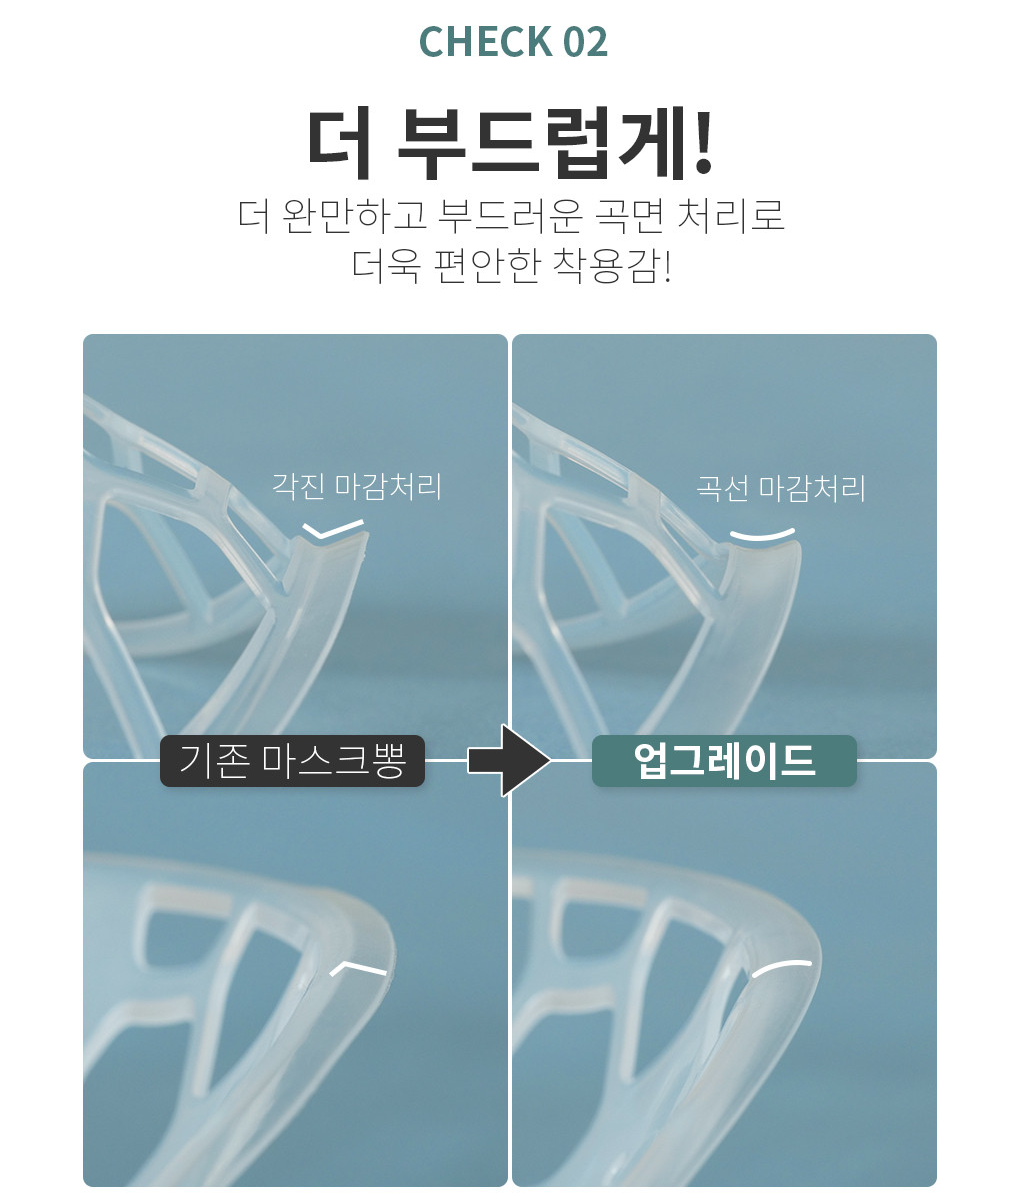 CHECK 02
더 부드럽게!
더 완만하고 부드러운 곡면 처리로
더욱 편안한 착용감!
각진 마감처리
곡선 마감처리
기존 마스크뽕
업그레이드